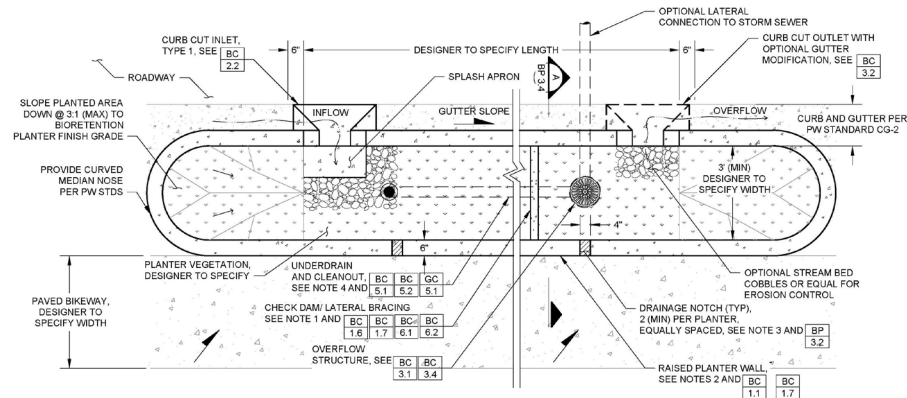 OPTIONAL LATERAL
CONNECTION TO STORM SEWER
CURB CUT INLET,
TYPE 1, SEE BC
2.2
6"
DESIGNER TO SPECIFY LENGTH
6"
CURB CUT OUTLET WITH
OPTIONAL GUTTER
MODIFICATION, SEE BC
3.2
BP 3.4
A
ROADWAY
SPLASH APRON
SLOPE PLANTED AREA
DOWN @ 3:1 (MAX) TO
BIORETENTION
PLANTER FINISH GRADE
INFLOW
GUTTER SLOPE
OVERFLOW
CURB AND GUTTER PER
PW STANDARD CG-2
PROVIDE CURVED
MEDIAN NOSE
PER PW STDS
3' (MIN)
DESIGNER TO
SPECIFY WIDTH
4"
6"
PLANTER VEGETATION,
DESIGNER TO SPECIFY
UNDERDRAIN
AND CLEANOUT,
SEE NOTE 4 AND BC BC GC
5.1 5.2 5.1
OPTIONAL STREAM BED
COBBLES OR EQUAL FOR
EROSION CONTROL
PAVED BIKEWAY,
DESIGNER TO
SPECIFY WIDTH
CHECK DAM/ LATERAL BRACING
SEE NOTE 1 AND BC BC BC BC
1.6 1.7 6.1 6.2
DRAINAGE NOTCH (TYP),
2 (MIN) PER PLANTER,
EQUALLY SPACED, SEE NOTE 3 AND BP
3.2
OVERFLOW
STRUCTURE, SEE BC BC
3.1 3.4
RAISED PLANTER WALL,
SEE NOTES 2 AND BC BC
1.1 1.7